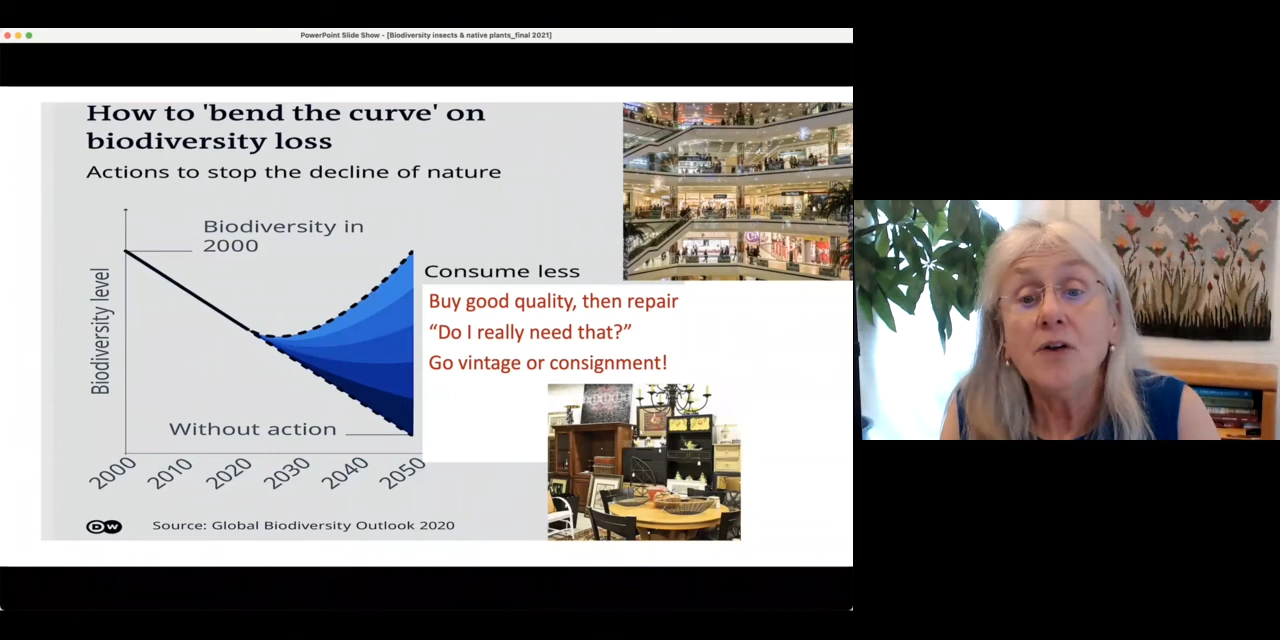 PowerPoint Slide Show - [Biodiversity insects & native plants_final 2021]
How to 'bend the curve' on
biodiversity loss
Actions to stop the decline of nature
Biodiversity in
2000
Biodiversity level
Consume less
Buy good quality, then repair
“Do I really need that?”
Go vintage or consignment!
Without action
2000 2010 2020 2030 2040 2050
DW
Source: Global Biodiversity Outlook 2020